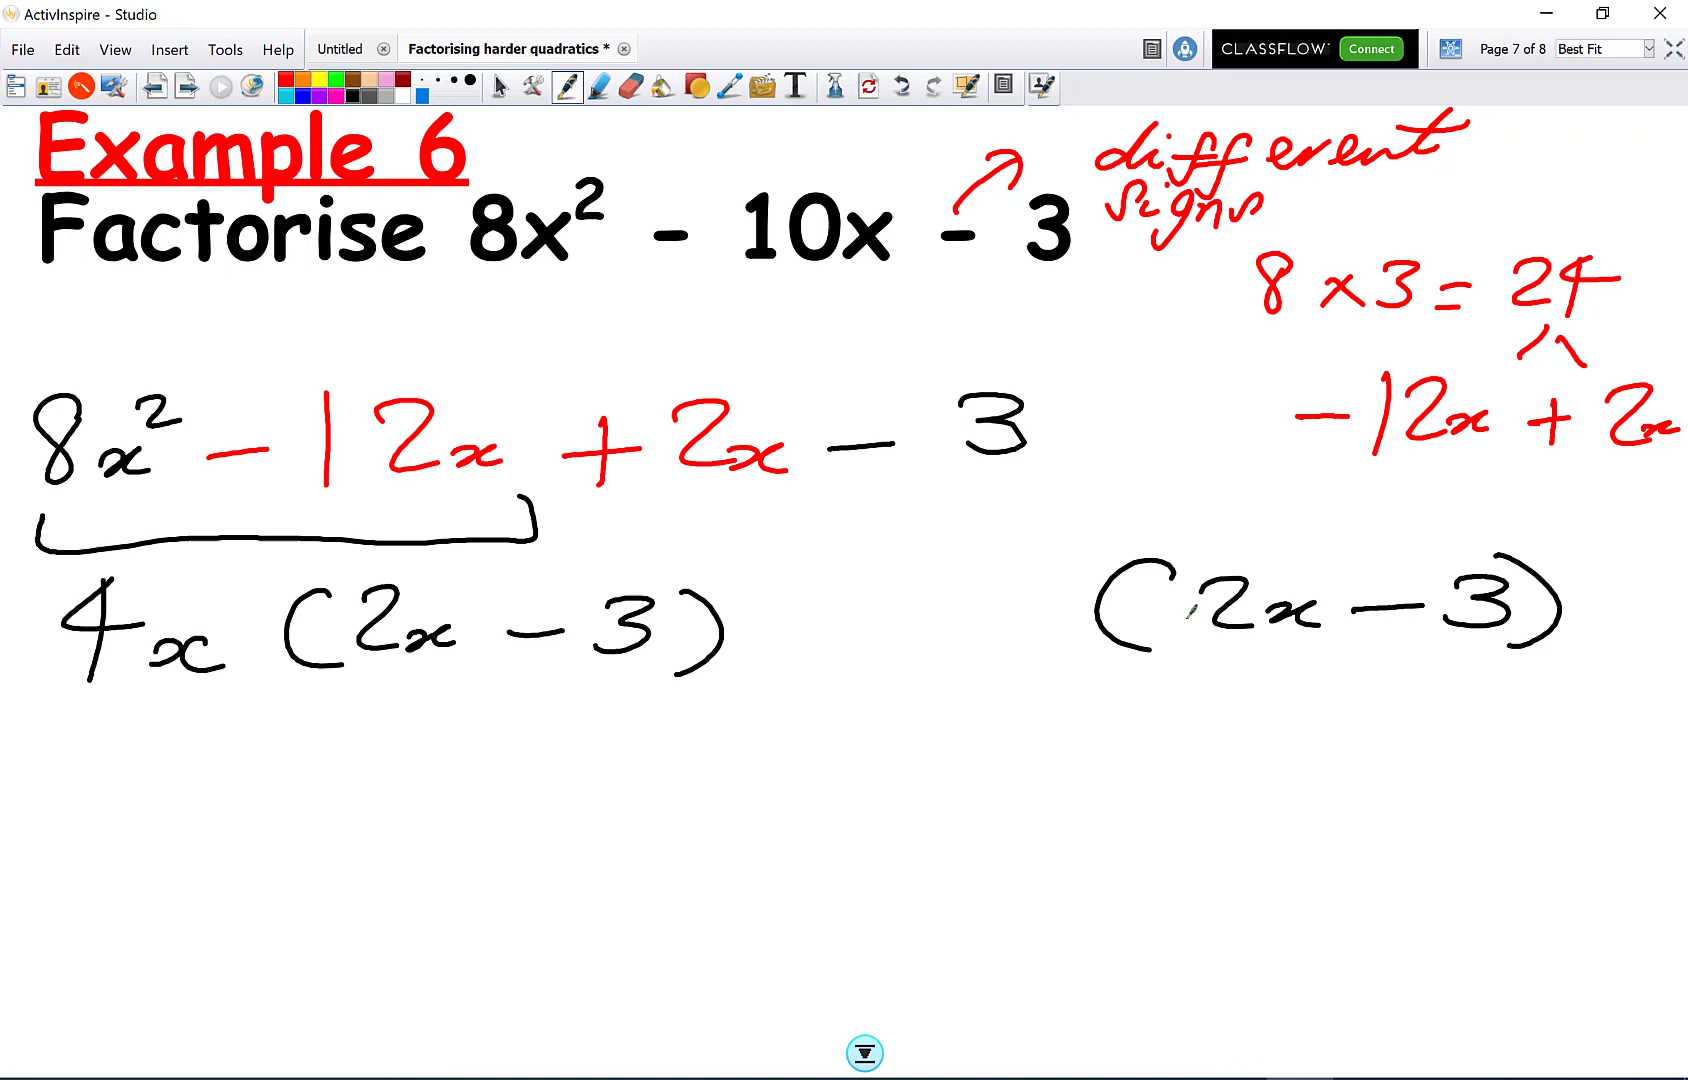 ActivInspire - Studio
File Edit View Insert Tools Help
Untitled Factorising harder quadratics *
CLASSFLOW Connect
Page 7 of 8 Best Fit
Example 6
different
signs
Factorise 8x² - 10x - 3
8 × 3 = 24
-12x + 2x
8x² - 12x + 2x - 3
4x (2x - 3) (2x - 3)